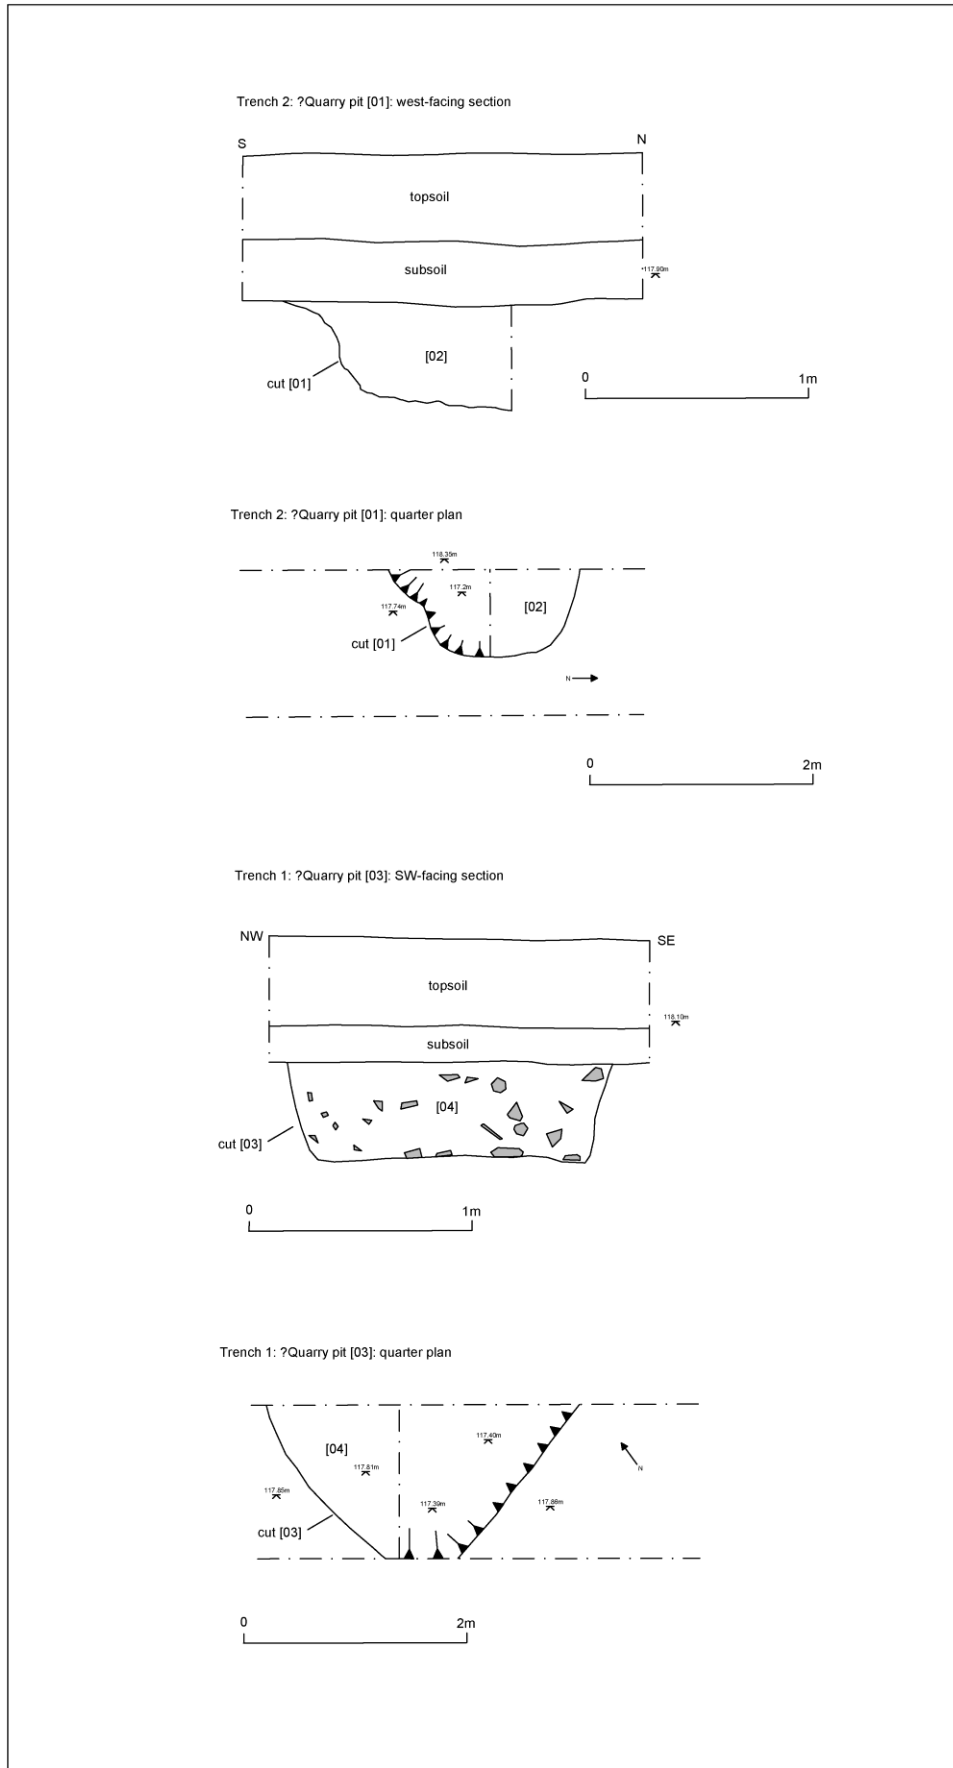 Trench 2: ?Quarry pit [01]: west-facing section
S N
topsoil
subsoil
117.90m
[02]
cut [01]
0 1m
Trench 2: ?Quarry pit [01]: quarter plan
118.35m
117.2m
117.74m
[02]
cut [01]
N
0 2m
Trench 1: ?Quarry pit [03]: SW-facing section
NW SE
topsoil
118.10m
subsoil
[04]
cut [03]
0 1m
Trench 1: ?Quarry pit [03]: quarter plan
117.40m
[04]
117.81m
N
117.85m
117.39m
117.86m
cut [03]
0 2m